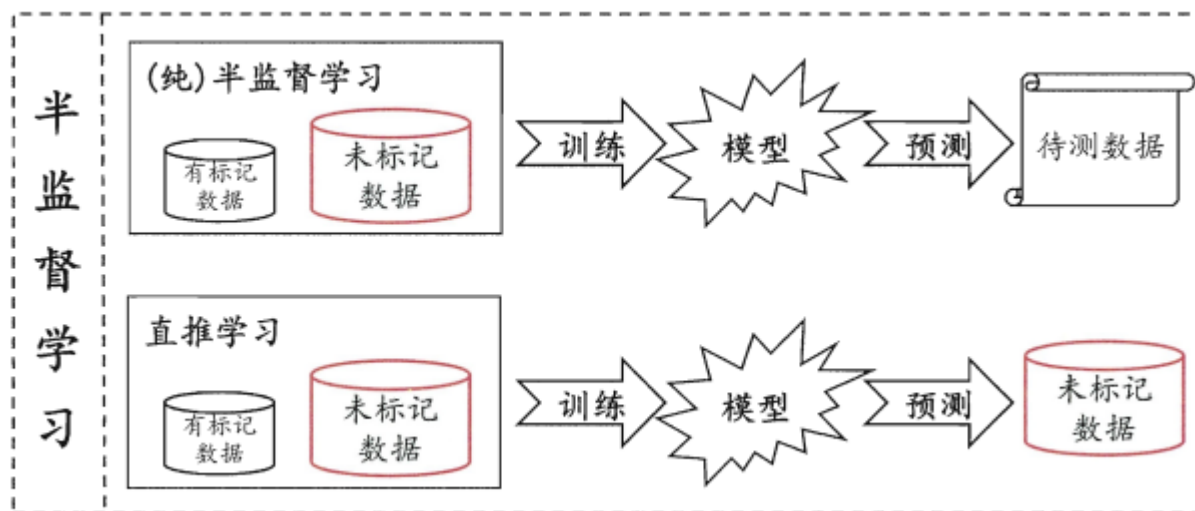 半监督学习
(纯)半监督学习
有标记
数据
未标记
数据
训练
模型
预测
待测数据
直推学习
有标记
数据
未标记
数据
训练
模型
预测
未标记
数据